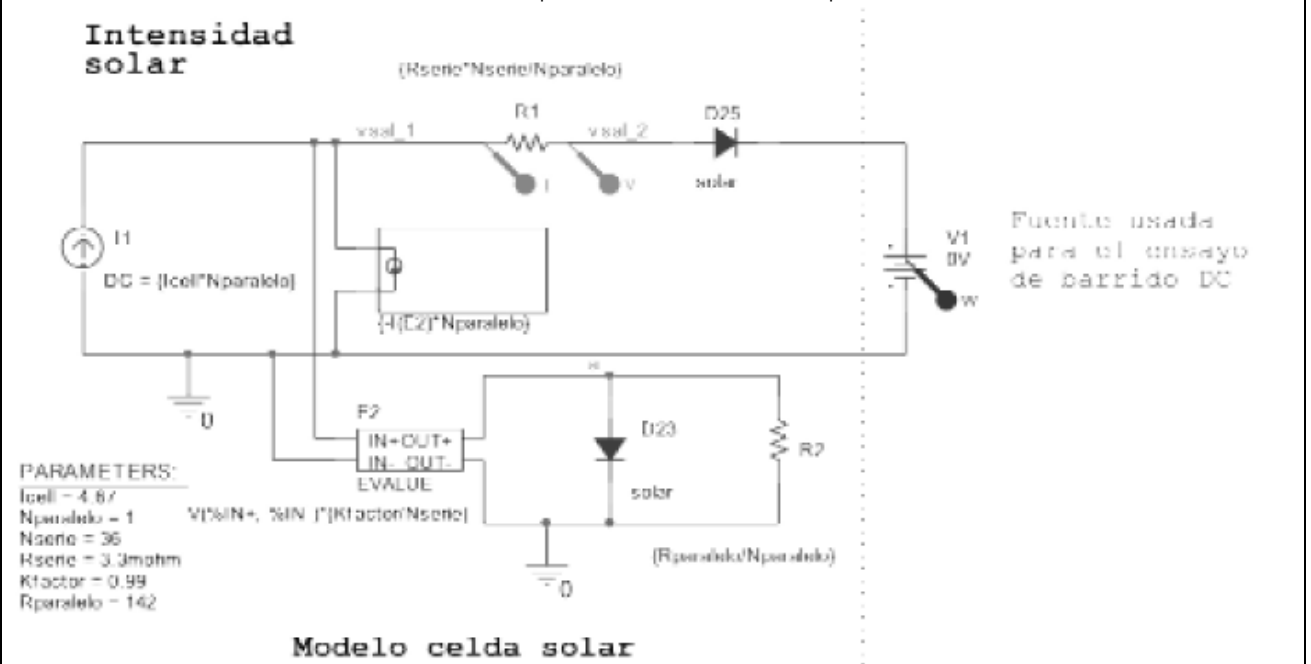 Intensidad
solar
{Rserie*Nserie/Nparalelo}
R1
D25
vsal_1
vsal_2
I
V
solar
I1
DC = {Icell*Nparalelo}
V1
0V
W
Fuente usada
para el ensayo
de barrido DC
{-I(E2)*Nparalelo}
0
E2
IN+ OUT+
IN- OUT-
EVALUE
D23
solar
R2
PARAMETERS:
Icell = 4.67
Nparalelo = 1
Nserie = 36
Rserie = 3.3mohm
Kfactor = 0.99
Rparalelo = 142
V(%IN+, %IN-)*{Kfactor/Nserie}
{Rparalelo/Nparalelo}
0
Modelo celda solar